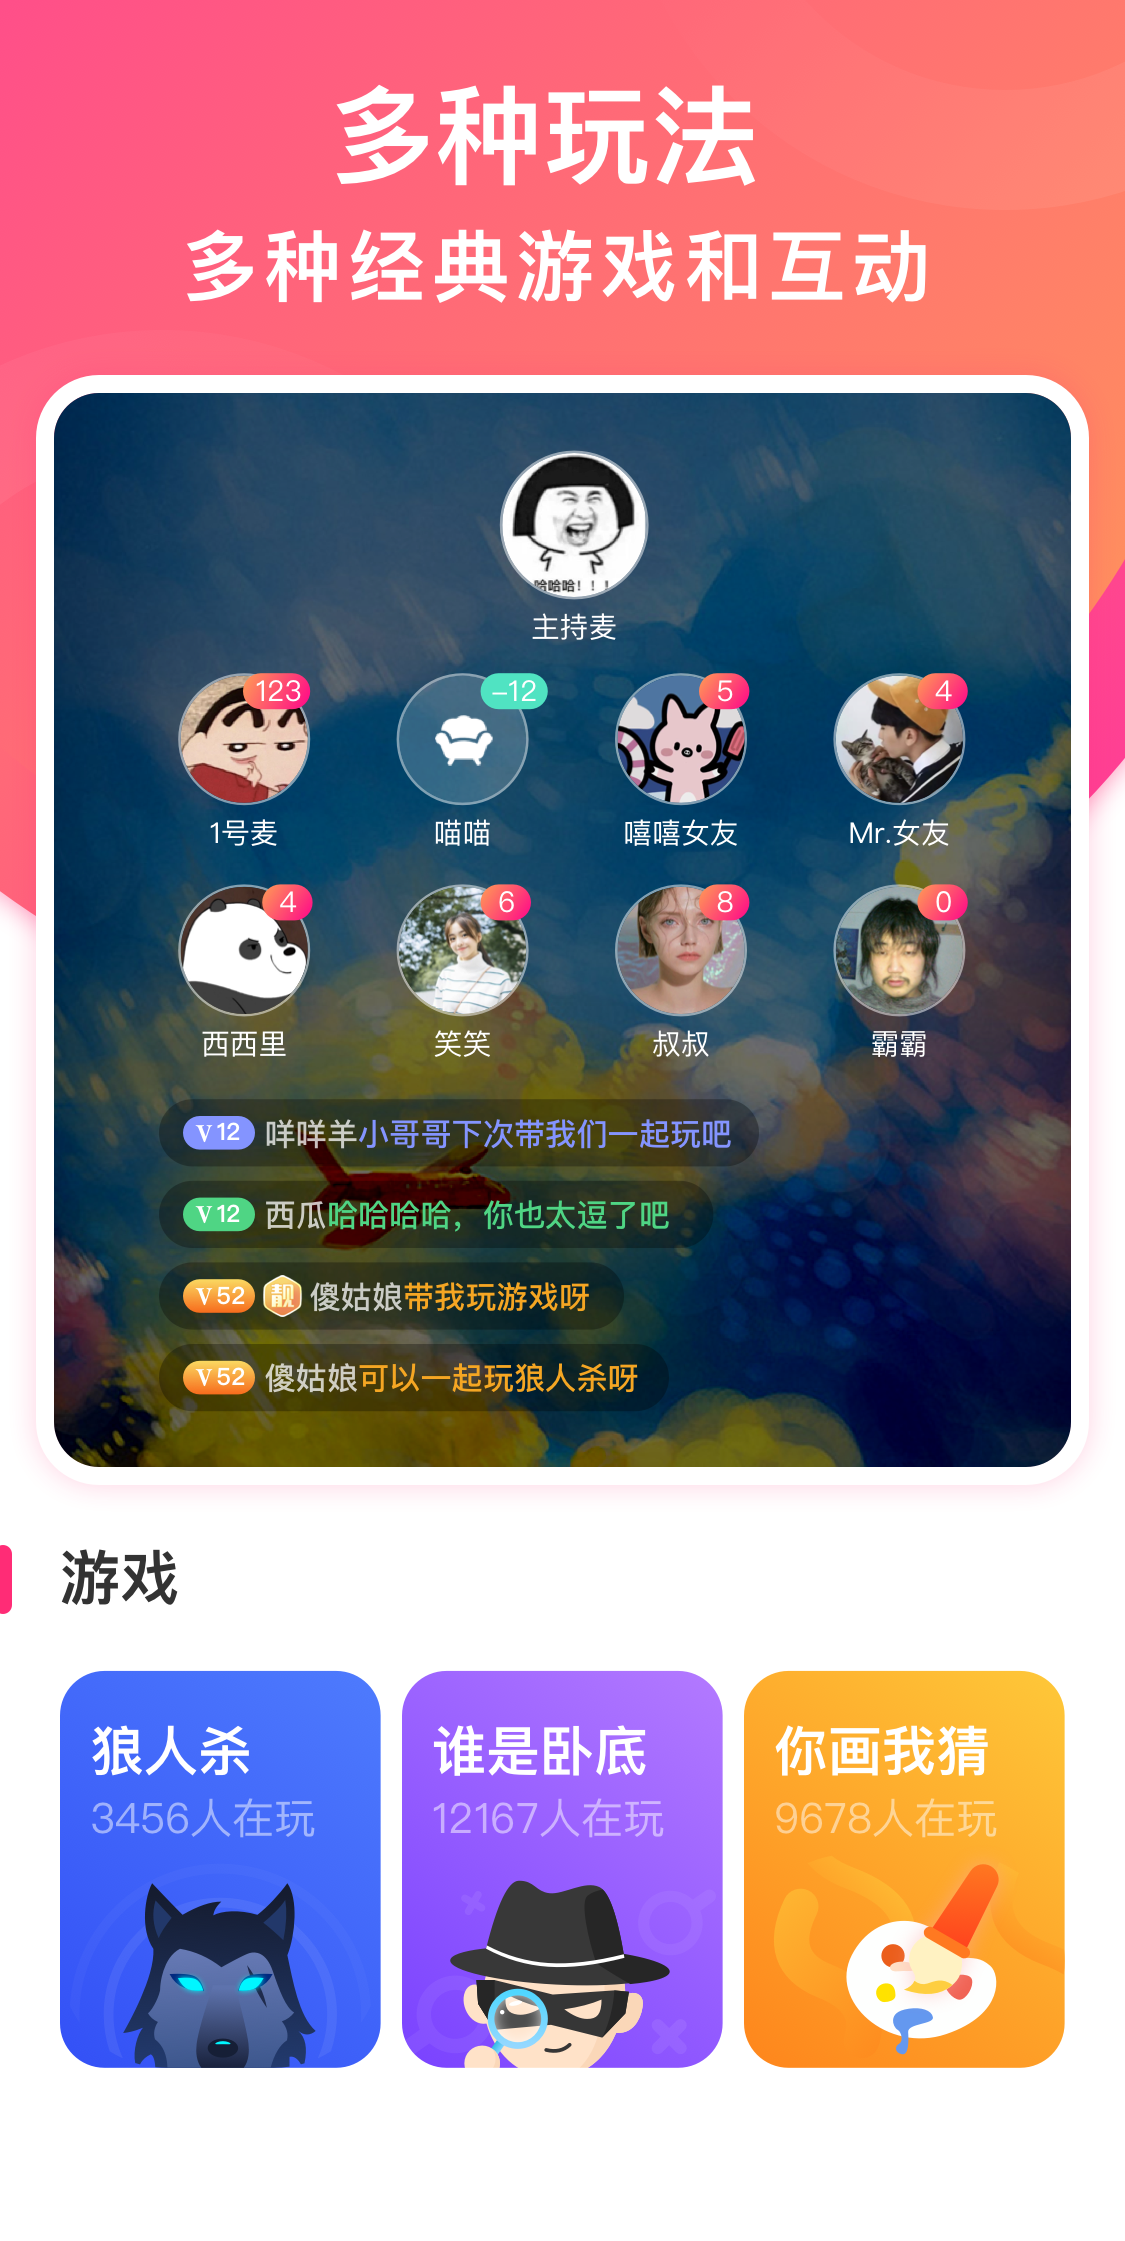 多种玩法
多种经典游戏和互动
哈哈哈！！！
主持麦
123
-12
5
4
1号麦
喵喵
嘻嘻女友
Mr.女友
4
6
8
0
西西里
笑笑
叔叔
霸霸
V 12 咩咩羊小哥哥下次带我们一起玩吧
V 12 西瓜哈哈哈哈，你也太逗了吧
V 52 靓 傻姑娘带我玩游戏呀
V 52 傻姑娘可以一起玩狼人杀呀
游戏
狼人杀
3456人在玩
谁是卧底
12167人在玩
你画我猜
9678人在玩